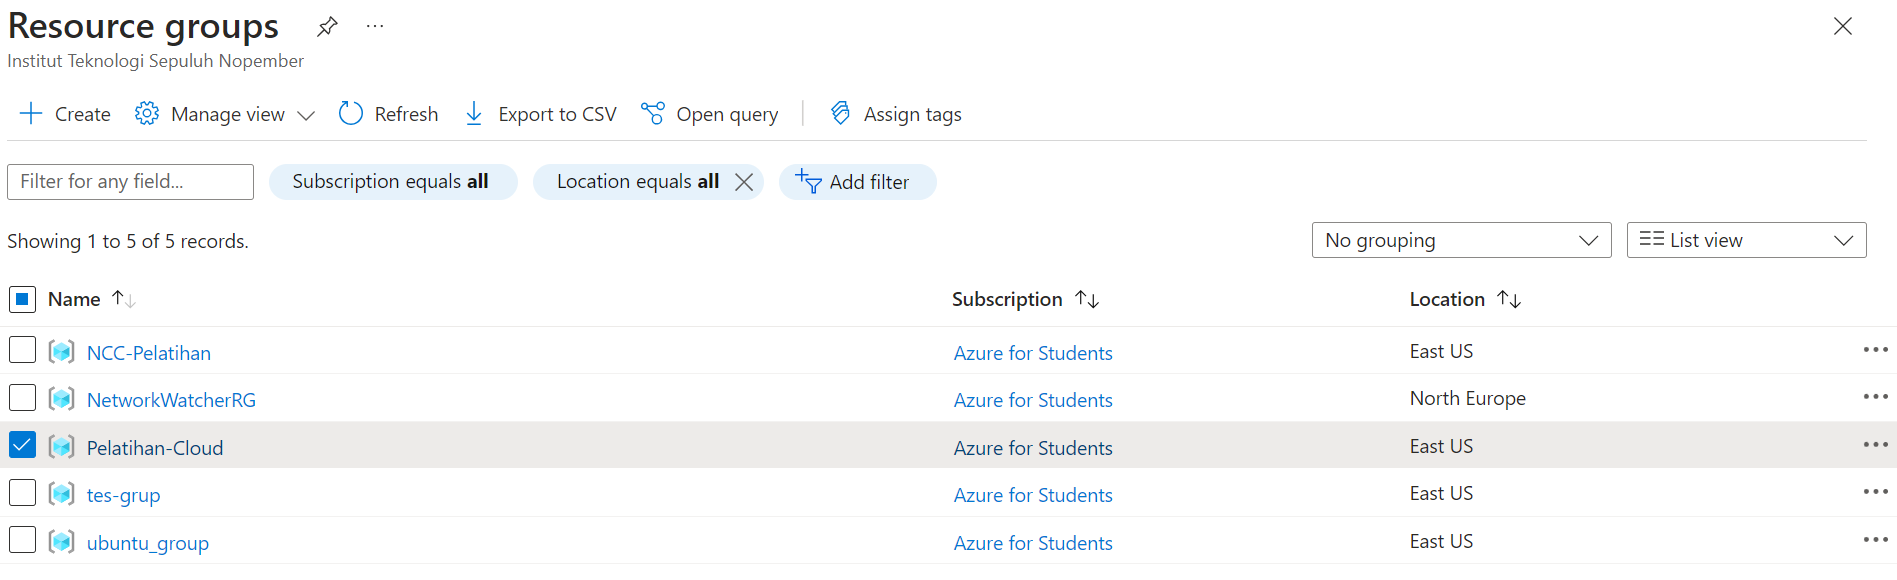 Resource groups
Institut Teknologi Sepuluh Nopember
Create Manage view Refresh Export to CSV Open query Assign tags
Filter for any field... Subscription equals all Location equals all Add filter
Showing 1 to 5 of 5 records. No grouping List view
Name Subscription Location
NCC-Pelatihan Azure for Students East US
NetworkWatcherRG Azure for Students North Europe
Pelatihan-Cloud Azure for Students East US
tes-grup Azure for Students East US
ubuntu_group Azure for Students East US